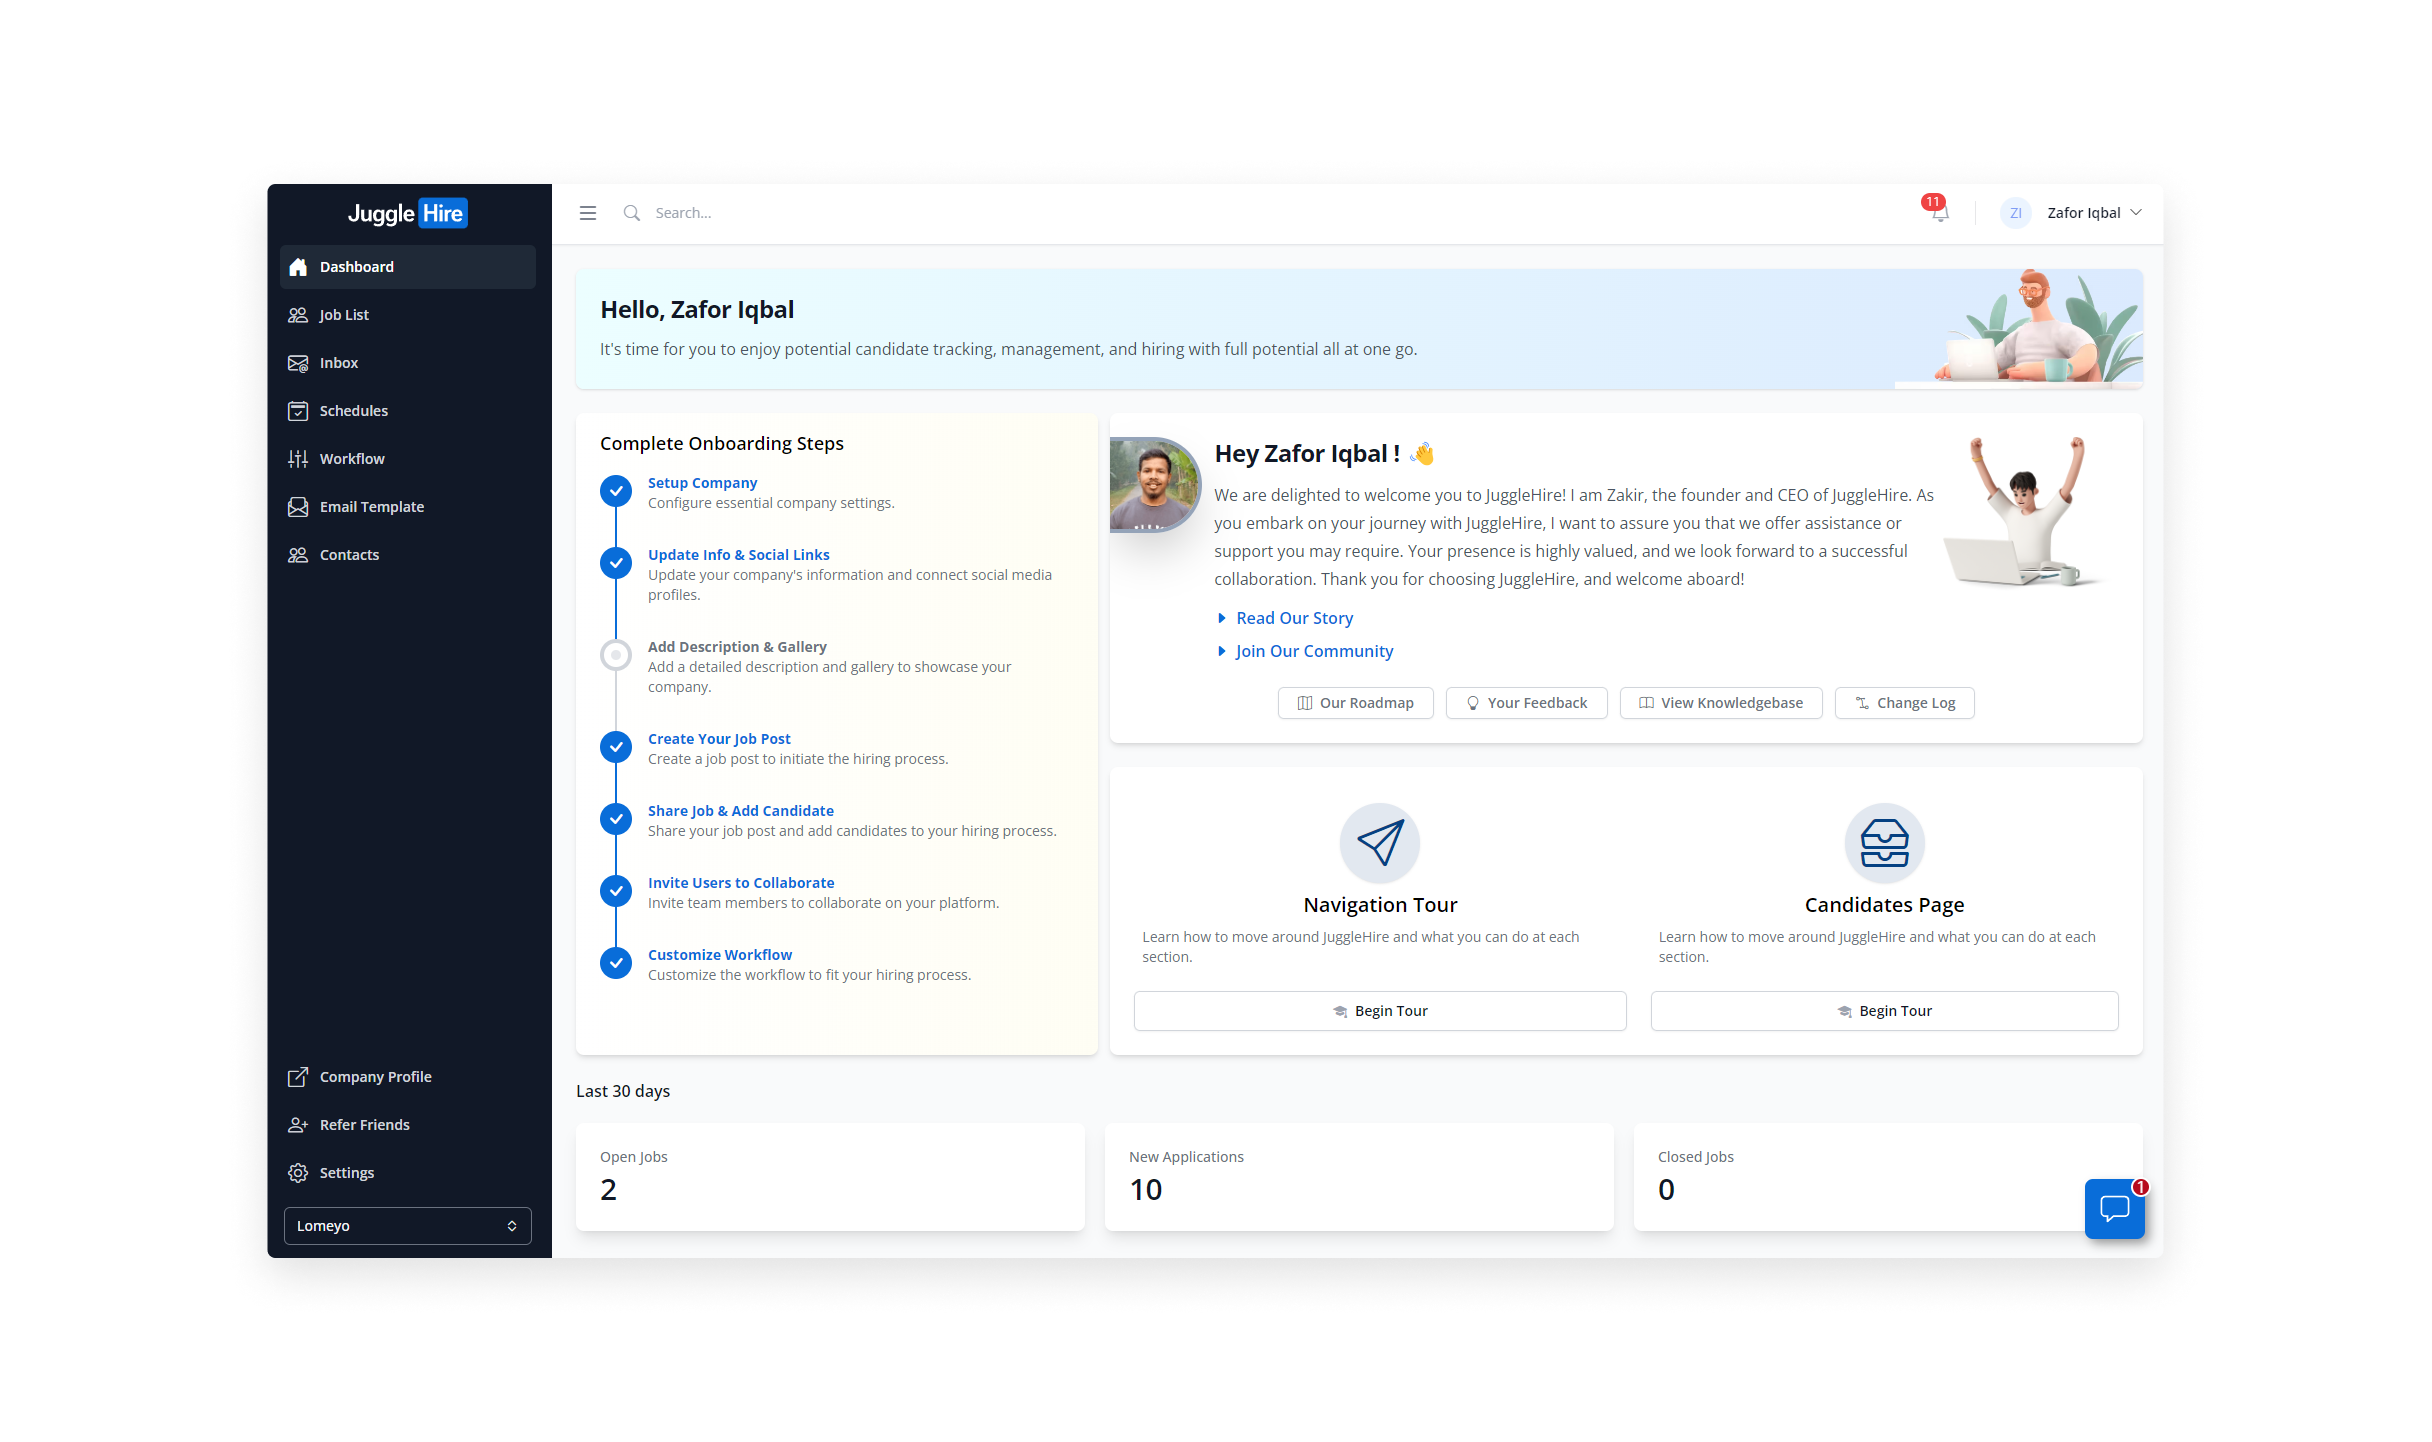 Juggle Hire
Dashboard
Job List
Inbox
Schedules
Workflow
Email Template
Contacts
Company Profile
Refer Friends
Settings
Lomeyo
Search...
11
ZI
Zafor Iqbal
Hello, Zafor Iqbal
It's time for you to enjoy potential candidate tracking, management, and hiring with full potential all at one go.
Complete Onboarding Steps
Setup Company
Configure essential company settings.
Update Info & Social Links
Update your company's information and connect social media
profiles.
Add Description & Gallery
Add a detailed description and gallery to showcase your
company.
Create Your Job Post
Create a job post to initiate the hiring process.
Share Job & Add Candidate
Share your job post and add candidates to your hiring process.
Invite Users to Collaborate
Invite team members to collaborate on your platform.
Customize Workflow
Customize the workflow to fit your hiring process.
Hey Zafor Iqbal ! 👋
We are delighted to welcome you to JuggleHire! I am Zakir, the founder and CEO of JuggleHire. As
you embark on your journey with JuggleHire, I want to assure you that we offer assistance or
support you may require. Your presence is highly valued, and we look forward to a successful
collaboration. Thank you for choosing JuggleHire, and welcome aboard!
Read Our Story
Join Our Community
Our Roadmap
Your Feedback
View Knowledgebase
Change Log
Navigation Tour
Learn how to move around JuggleHire and what you can do at each
section.
Begin Tour
Candidates Page
Learn how to move around JuggleHire and what you can do at each
section.
Begin Tour
Last 30 days
Open Jobs
2
New Applications
10
Closed Jobs
0
1